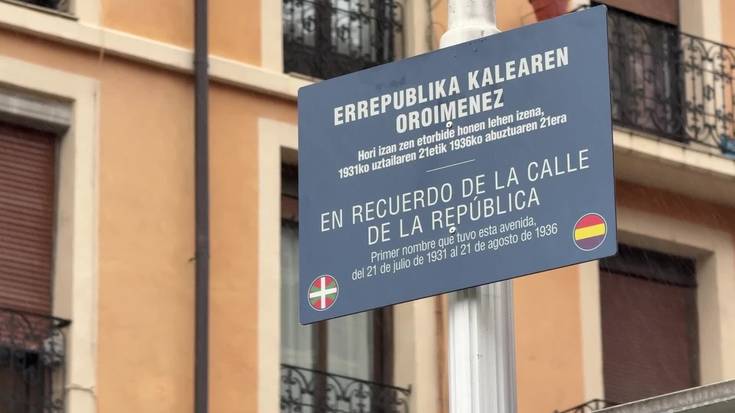 ERREPUBLIKA KALEAREN
OROIMENEZ
Hori izan zen etorbide honen lehen izena,
1931ko uztailaren 21etik 1936ko abuztuaren 21era
EN RECUERDO DE LA CALLE
DE LA REPÚBLICA
Primer nombre que tuvo esta avenida,
del 21 de julio de 1931 al 21 de agosto de 1936